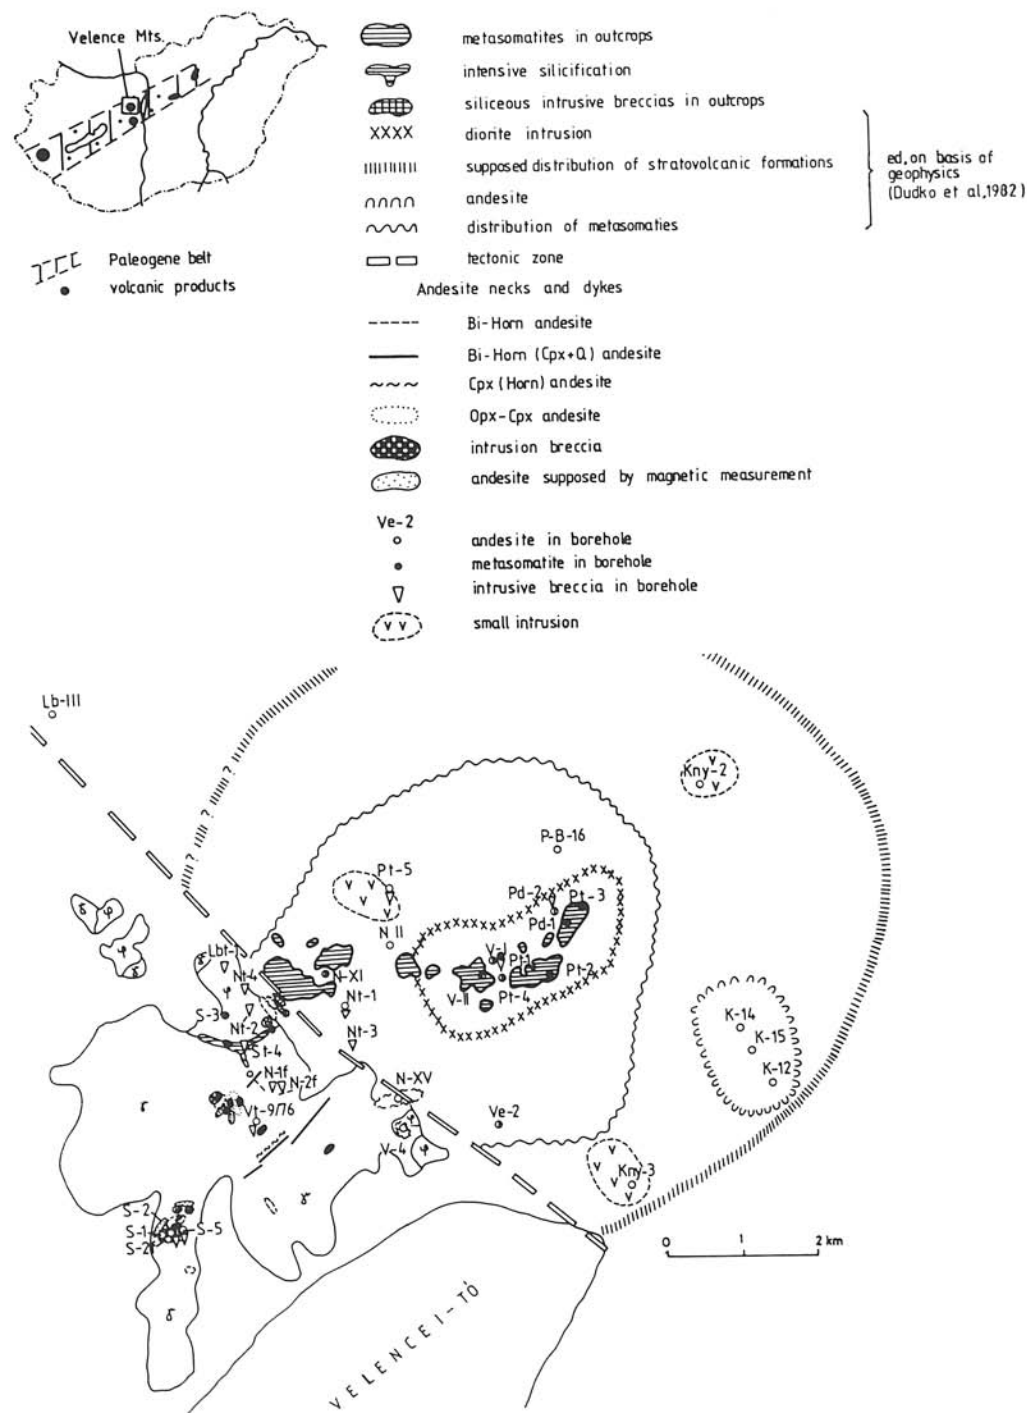 Velence Mts.
Paleogene belt
volcanic products
metasomatites in outcrops
intensive silicification
siliceous intrusive breccias in outcrops
XXXX diorite intrusion
supposed distribution of stratovolcanic formations
andesite
distribution of metasomaties
tectonic zone
ed. on basis of
geophysics
(Dudko et al, 1982)
Andesite necks and dykes
Bi-Horn andesite
Bi-Horn (Cpx+Q) andesite
Cpx (Horn) andesite
Opx-Cpx andesite
intrusion breccia
andesite supposed by magnetic measurement
Ve-2
andesite in borehole
metasomatite in borehole
intrusive breccia in borehole
v v small intrusion
Lb-III
Kny-2
P-B-16
Pt-5
Pd-2
Pt-3
Pd-1
N II
V-I
Pt-1
Pt-2
V-II
Pt-4
Lbt-1
Nt-4
N-XI
S-3
Nt-1
Nt-2
Nt-3
St-4
K-14
K-15
K-12
N-1f
N-2f
N-XV
Vt-9/76
Ve-2
V-4
Kny-3
S-2
S-1
S-5
S-2f
0 1 2 km
VELENCEI-TÓ